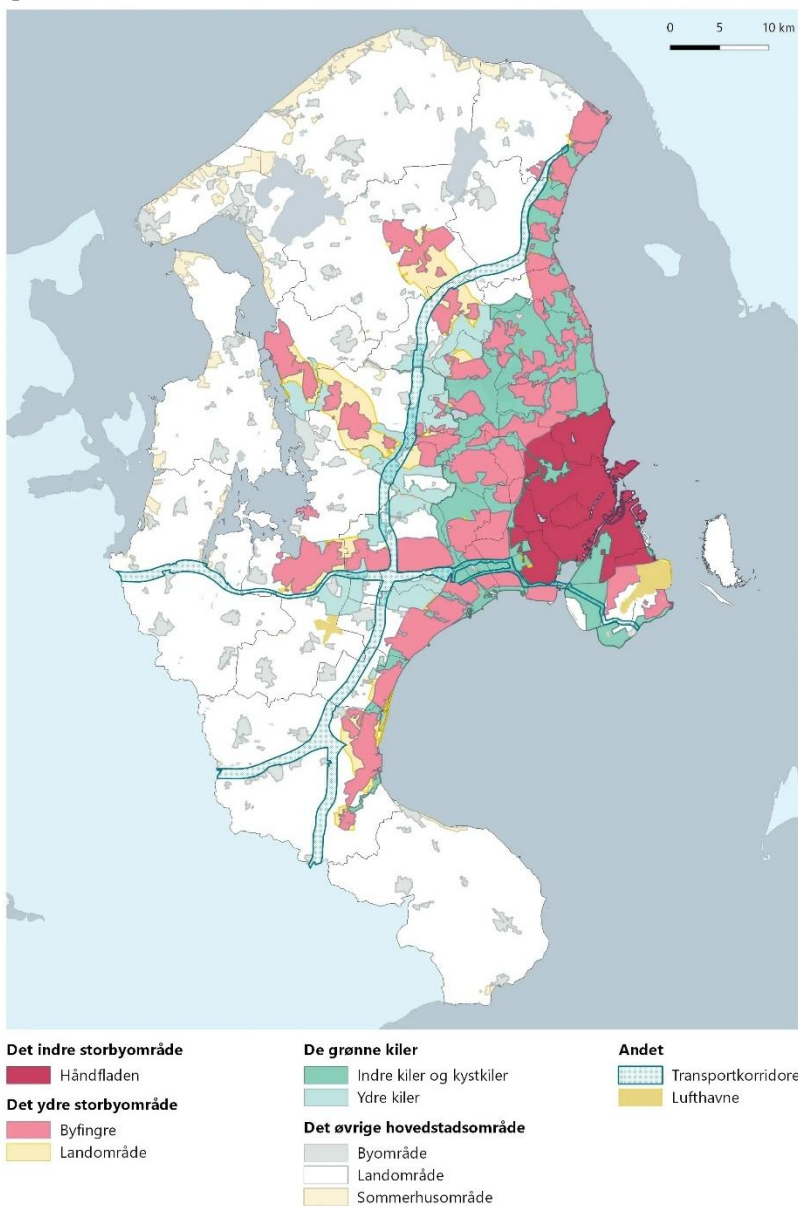 0 5 10 km
Det indre storbyområde
Håndfladen
Det ydre storbyområde
Byfingre
Landområde
De grønne kiler
Indre kiler og kystkiler
Ydre kiler
Det øvrige hovedstadsområde
Byområde
Landområde
Sommerhusområde
Andet
Transportkorridore
Lufthavne